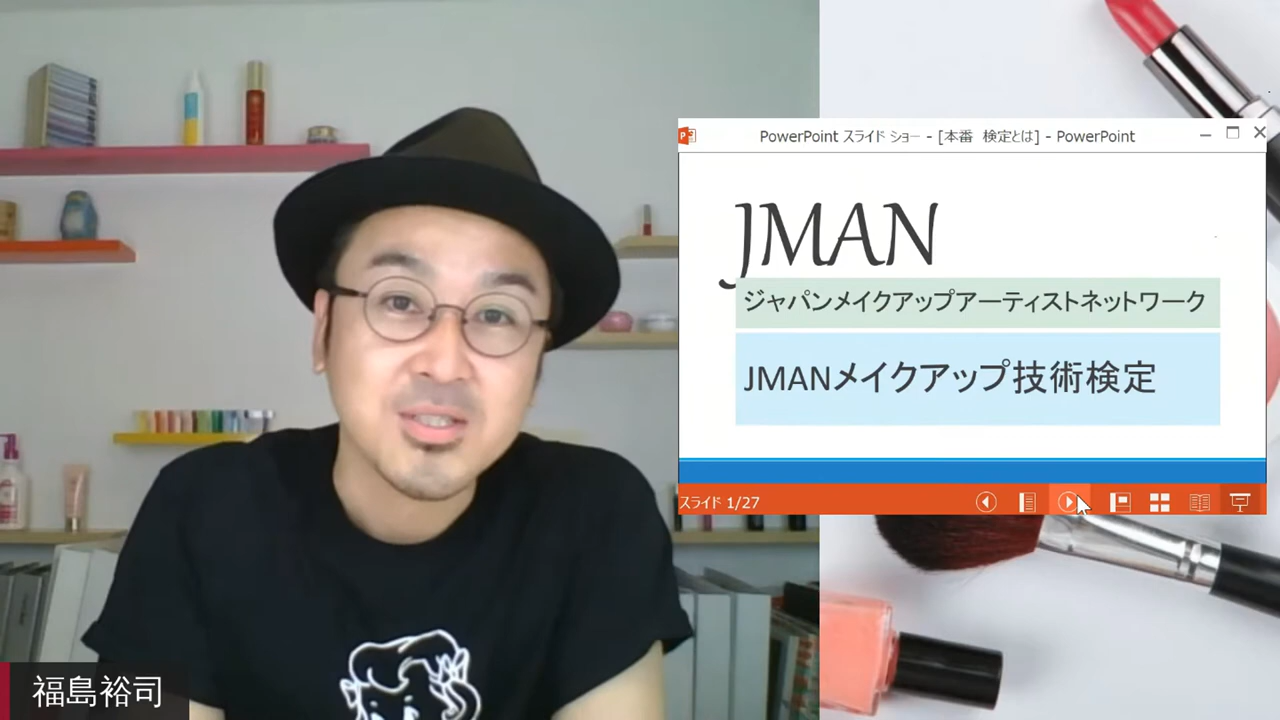 PowerPoint スライド ショー - [本番 検定とは] - PowerPoint
JMAN
ジャパンメイクアップアーティストネットワーク
JMANメイクアップ技術検定
スライド 1/27
福島裕司